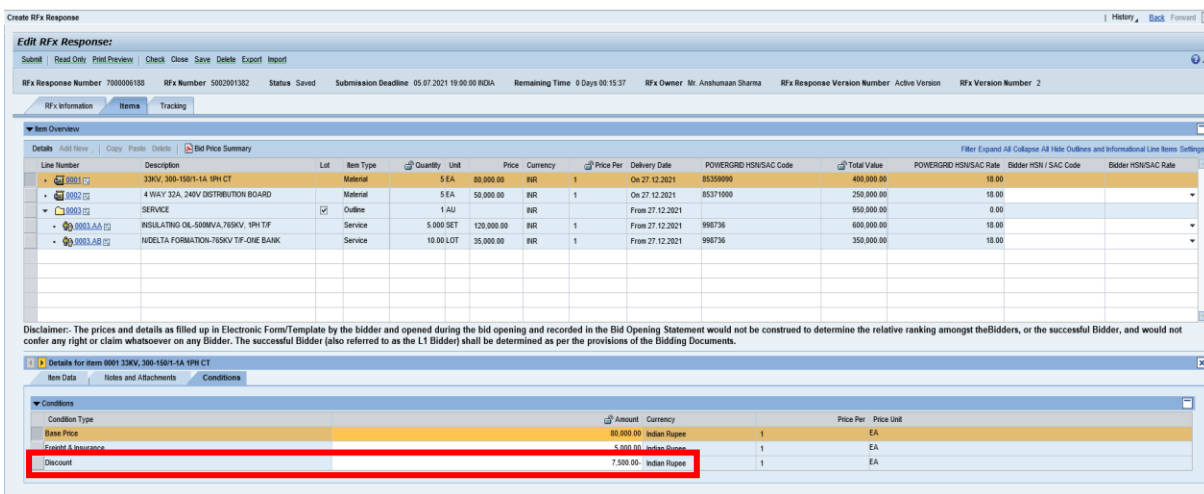 Create RFx Response
History Back Forward
Edit RFx Response:
Submit Read Only Print Preview Check Close Save Delete Export Import
RFx Response Number 7000006188 RFx Number 5002001382 Status Saved Submission Deadline 05.07.2021 19:00:00 INDIA Remaining Time 0 Days 00:15:37 RFx Owner Mr. Anshunaan Sharma RFx Response Version Number Active Version RFx Version Number 2
RFx Information Items Tracking
Item Overview
Details Add New Copy Paste Delete Bid Price Summary Filter Expand All Collapse All Hide Outlines and Informational Line Items Settings
Line Number Description Lot Item Type Quantity Unit Price Currency Price Per Delivery Date POWERGRID HSN/SAC Code Total Value POWERGRID HSN/SAC Rate Bidder HSN / SAC Code Bidder HSN/SAC Rate
0001 33KV, 300-150/1-1A 1PH CT Material 5 EA 80,000.00 INR 1 On 27.12.2021 85359090 400,000.00 18.00
0002 4 WAY 32A, 240V DISTRIBUTION BOARD Material 5 EA 50,000.00 INR 1 On 27.12.2021 85371000 250,000.00 18.00
0003 SERVICE Outline 1 AU INR From 27.12.2021 950,000.00 0.00
0003.AA INSULATING OIL-500MVA,765KV, 1PH T/F Service 5.000 SET 120,000.00 INR 1 From 27.12.2021 998736 600,000.00 18.00
0003.AB N/DELTA FORMATION-765KV T/F-ONE BANK Service 10.00 LOT 35,000.00 INR 1 From 27.12.2021 998736 350,000.00 18.00
Disclaimer:- The prices and details as filled up in Electronic Form/Template by the bidder and opened during the bid opening and recorded in the Bid Opening Statement would not be construed to determine the relative ranking amongst theBidders, or the successful Bidder, and would not
confer any right or claim whatsoever on any Bidder. The successful Bidder (also referred to as the L1 Bidder) shall be determined as per the provisions of the Bidding Documents.
Details for item 0001 33KV, 300-150/1-1A 1PH CT
Item Data Notes and Attachments Conditions
Conditions
Condition Type Amount Currency Price Per Price Unit
Base Price 80,000.00 Indian Rupee 1 EA
Freight & Insurance 5,000.00 Indian Rupee 1 EA
Discount 7,500.00- Indian Rupee 1 EA